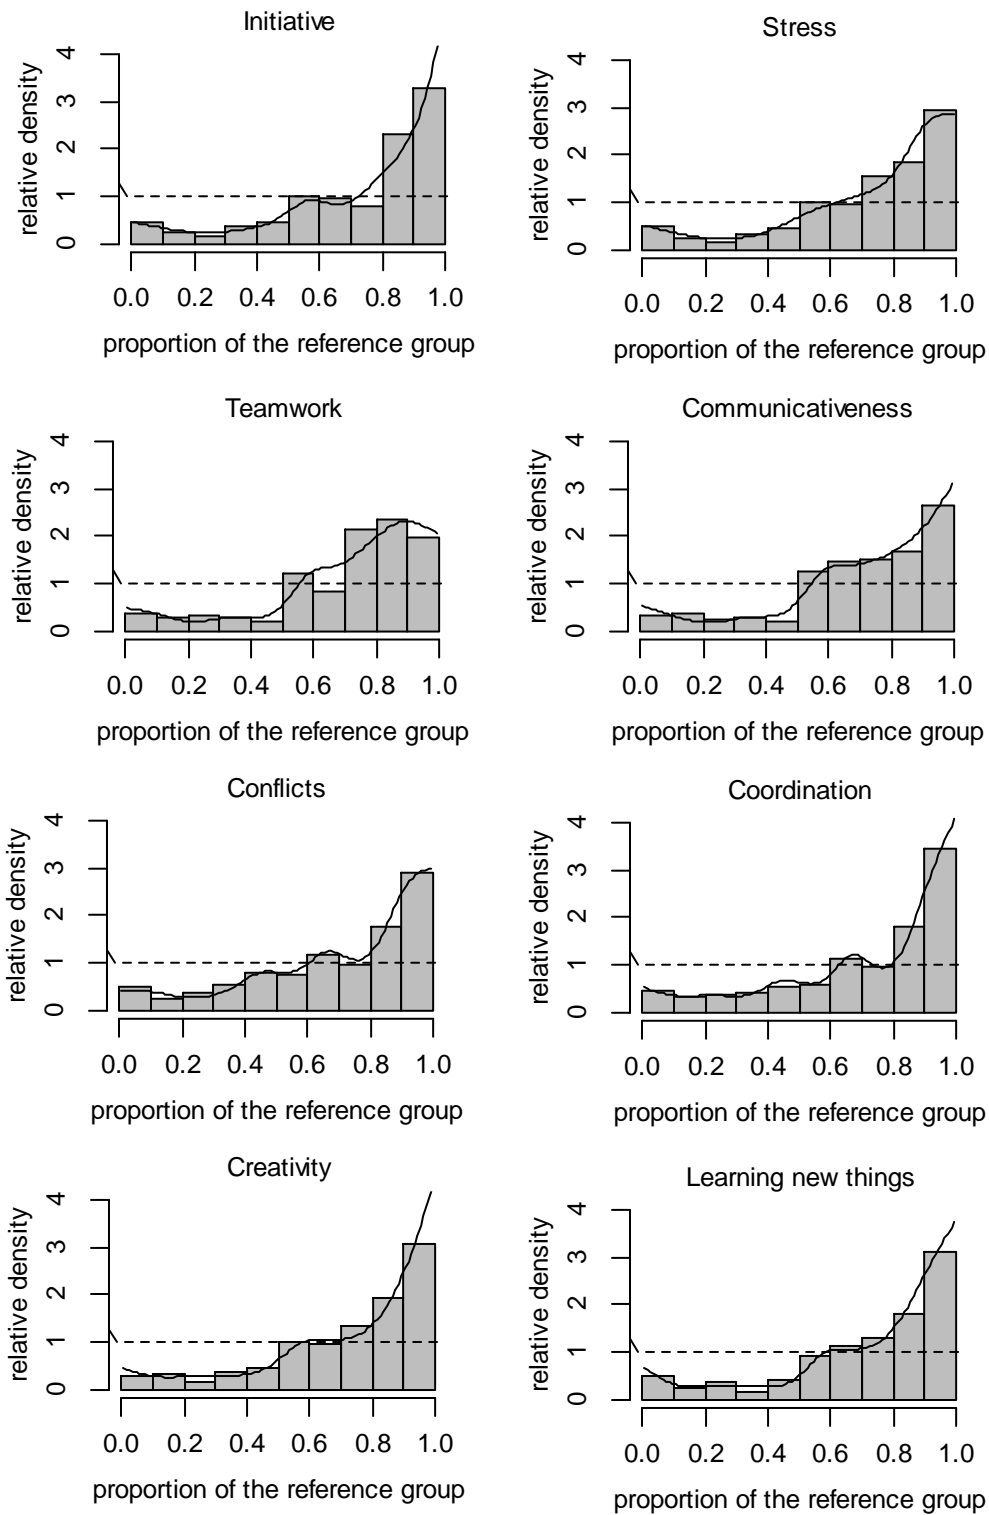 Initiative
relative density
4
3
2
1
0
0.0 0.2 0.4 0.6 0.8 1.0
proportion of the reference group
Stress
relative density
4
3
2
1
0
0.0 0.2 0.4 0.6 0.8 1.0
proportion of the reference group
Teamwork
relative density
4
3
2
1
0
0.0 0.2 0.4 0.6 0.8 1.0
proportion of the reference group
Communicativeness
relative density
4
3
2
1
0
0.0 0.2 0.4 0.6 0.8 1.0
proportion of the reference group
Conflicts
relative density
4
3
2
1
0
0.0 0.2 0.4 0.6 0.8 1.0
proportion of the reference group
Coordination
relative density
4
3
2
1
0
0.0 0.2 0.4 0.6 0.8 1.0
proportion of the reference group
Creativity
relative density
4
3
2
1
0
0.0 0.2 0.4 0.6 0.8 1.0
proportion of the reference group
Learning new things
relative density
4
3
2
1
0
0.0 0.2 0.4 0.6 0.8 1.0
proportion of the reference group